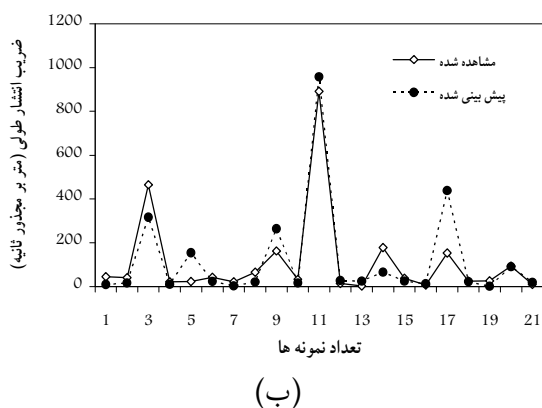 ضریب انتشار طولی (متر بر مجذور ثانیه)
1200
1000
800
600
400
200
0
مشاهده شده
پیش بینی شده
1 3 5 7 9 11 13 15 17 19 21
تعداد نمونه ها
(ب)